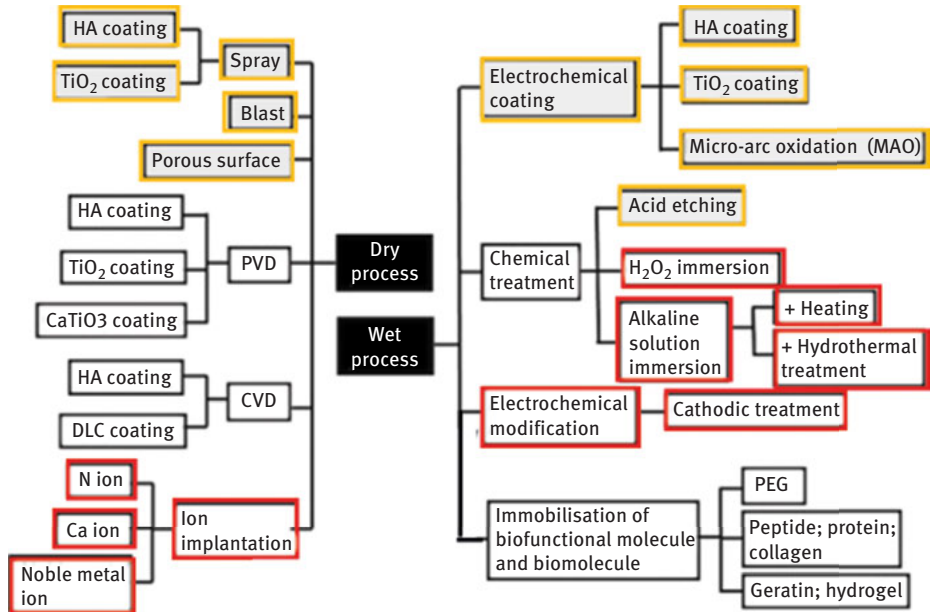 HA coating
TiO₂ coating
Spray
Blast
Porous surface
HA coating
TiO₂ coating
CaTiO3 coating
PVD
HA coating
DLC coating
CVD
N ion
Ca ion
Noble metal
ion
Ion
implantation
Dry
process
Wet
process
Electrochemical
coating
HA coating
TiO₂ coating
Micro-arc oxidation (MAO)
Chemical
treatment
Acid etching
H₂O₂ immersion
Alkaline
solution
immersion
+ Heating
+ Hydrothermal
treatment
Electrochemical
modification
Cathodic treatment
Immobilisation of
biofunctional molecule
and biomolecule
PEG
Peptide; protein;
collagen
Geratin; hydrogel